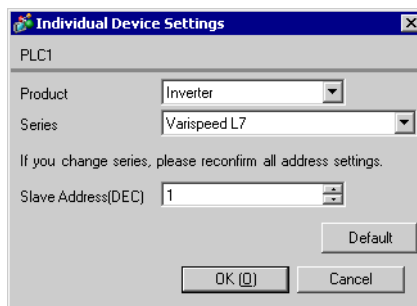 Individual Device Settings
PLC1
Product Inverter
Series Varispeed L7
If you change series, please reconfirm all address settings.
Slave Address(DEC) 1
Default
OK (O) Cancel